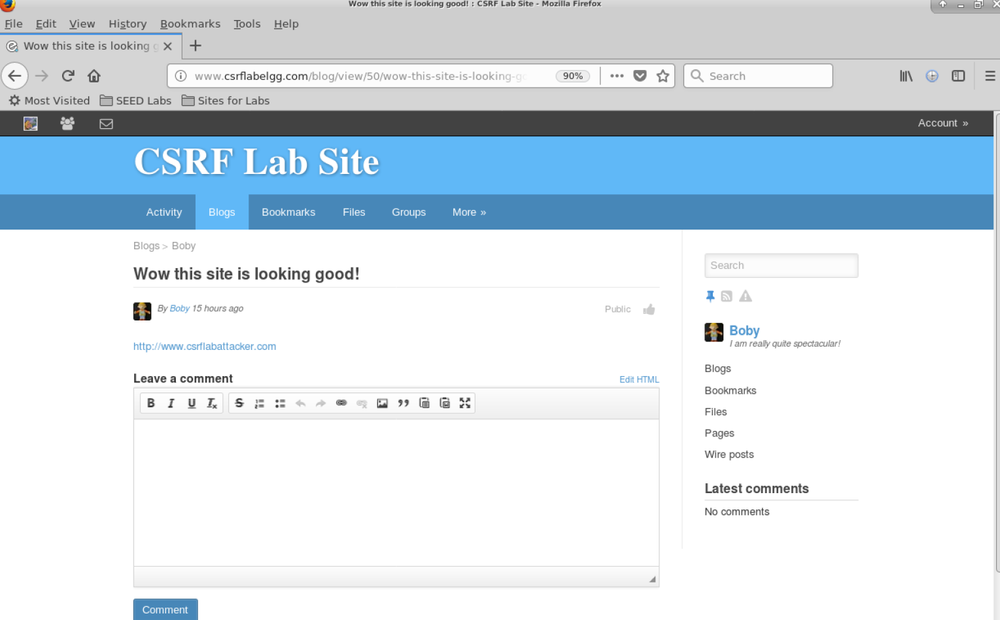 Wow this site is looking good! : CSRF Lab Site - Mozilla Firefox
File Edit View History Bookmarks Tools Help
Wow this site is looking g
www.csrflabelgg.com/blog/view/50/wow-this-site-is-looking-go 90% Search
Most Visited SEED Labs Sites for Labs
Account »
CSRF Lab Site
Activity Blogs Bookmarks Files Groups More »
Blogs > Boby
Wow this site is looking good!
By Boby 15 hours ago
Public
http://www.csrflabattacker.com
Leave a comment
Edit HTML
B I U Ix S
Comment
Search
Boby
I am really quite spectacular!
Blogs
Bookmarks
Files
Pages
Wire posts
Latest comments
No comments